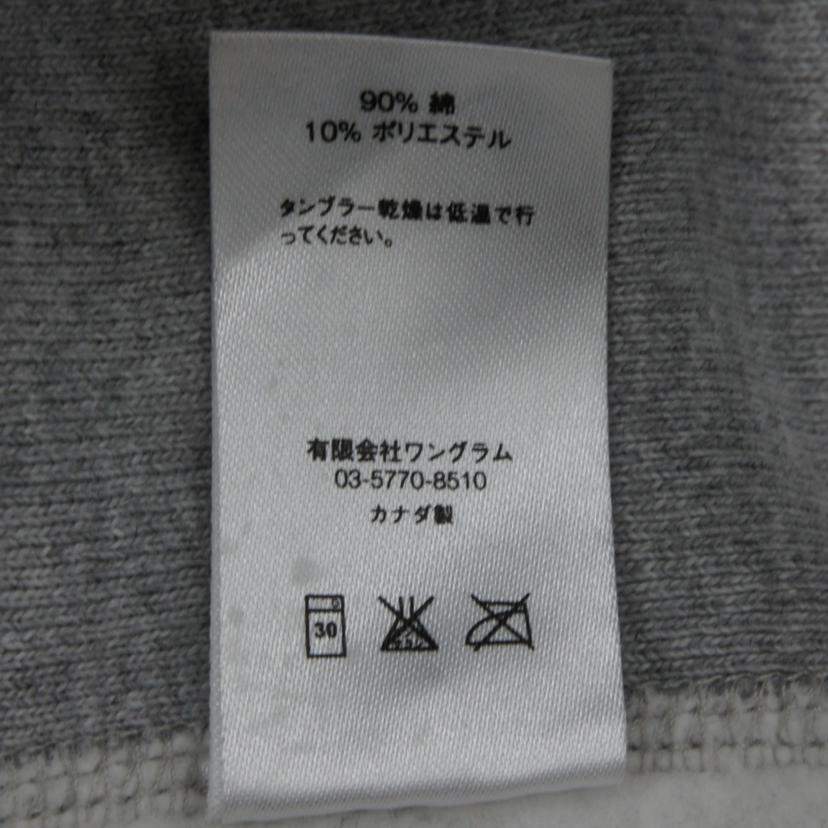 90% 綿
10% ポリエステル
タンブラー乾燥は低温で行
ってください。
有限会社ワングラム
03-5770-8510
カナダ製
30